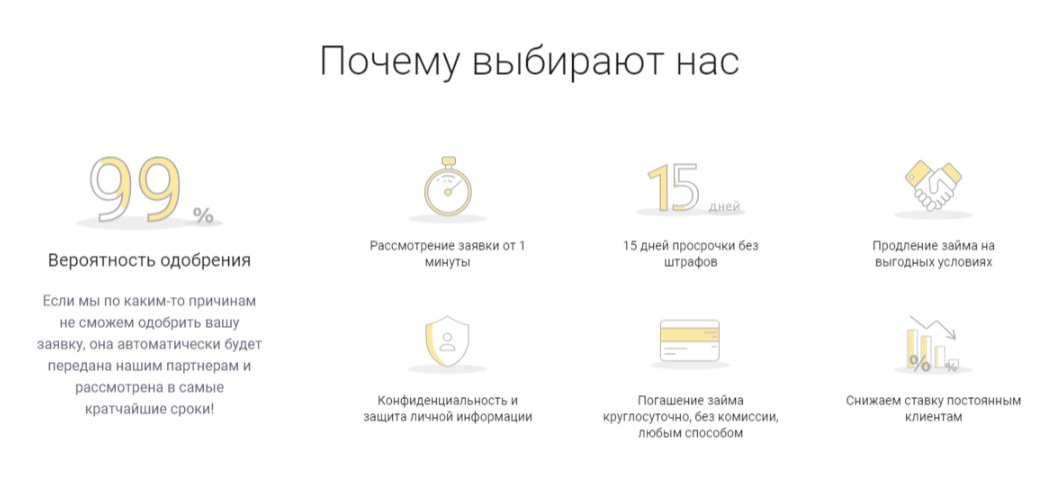 Почему выбирают нас
99 %
Вероятность одобрения
Если мы по каким-то причинам
не сможем одобрить вашу
заявку, она автоматически будет
передана нашим партнерам и
рассмотрена в самые
кратчайшие сроки!
Рассмотрение заявки от 1
минуты
15 дней
15 дней просрочки без
штрафов
Продление займа на
выгодных условиях
Конфиденциальность и
защита личной информации
Погашение займа
круглосуточно, без комиссии,
любым способом
% %
Снижаем ставку постоянным
клиентам